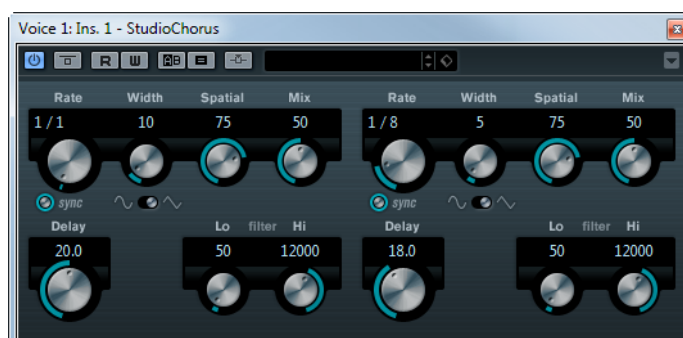 Voice 1: Ins. 1 - StudioChorus
R W AB
Rate Width Spatial Mix Rate Width Spatial Mix
1 / 1 10 75 50 1 / 8 5 75 50
sync sync
Delay Lo filter Hi Delay Lo filter Hi
20.0 50 12000 18.0 50 12000